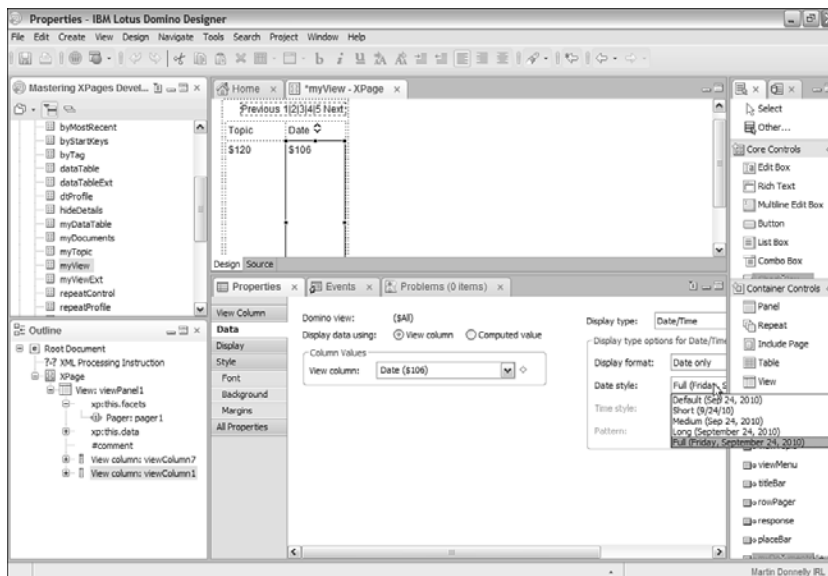 Properties - IBM Lotus Domino Designer
File Edit Create View Design Navigate Tools Search Project Window Help
Mastering XPages Devel...
byMostRecent
byStartKeys
byTag
dataTable
dataTableExt
dtProfile
hideDetails
myDataTable
myDocuments
myTopic
myView
myViewExt
repeatControl
repeatProfile
Outline
Root Document
?-? XML Processing Instruction
XPage
View: viewPanel1
xp:this.facets
Pager: pager1
xp:this.data
#comment
View column: viewColumn7
View column: viewColumn1
Home
*myView - XPage
Previous 1|2|3|4|5 Next
Topic Date
$120 $106
Design Source
Properties Events Problems (0 items)
View Column
Data
Display
Style
Font
Background
Margins
All Properties
Domino view: ($All)
Display data using: View column Computed value
Column Values
View column: Date ($106)
Display type: Date/Time
Display type options for Date/Time
Display format: Date only
Date style: Full (Friday, S
Default (Sep 24, 2010)
Short (9/24/10)
Medium (Sep 24, 2010)
Long (September 24, 2010)
Full (Friday, September 24, 2010)
Time style:
Pattern:
Select
Other...
Core Controls
Edit Box
Rich Text
Multiline Edit Box
Button
List Box
Combo Box
Container Controls
Panel
Repeat
Include Page
Table
View
viewMenu
titleBar
rowPager
response
placeBar
Martin Donnelly IRL